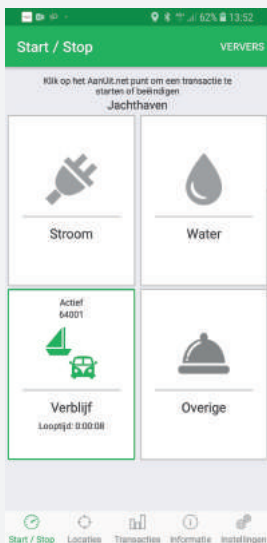 62% 13:52
Start / Stop VERVERS
Klik op het AanUit.net punt om een transactie te
starten of beëindigen
Jachthaven
Stroom
Water
Actief
64001
Verblijf
Looptijd: 0:00:08
Overige
Start / Stop Locaties Transacties Informatie Instellingen